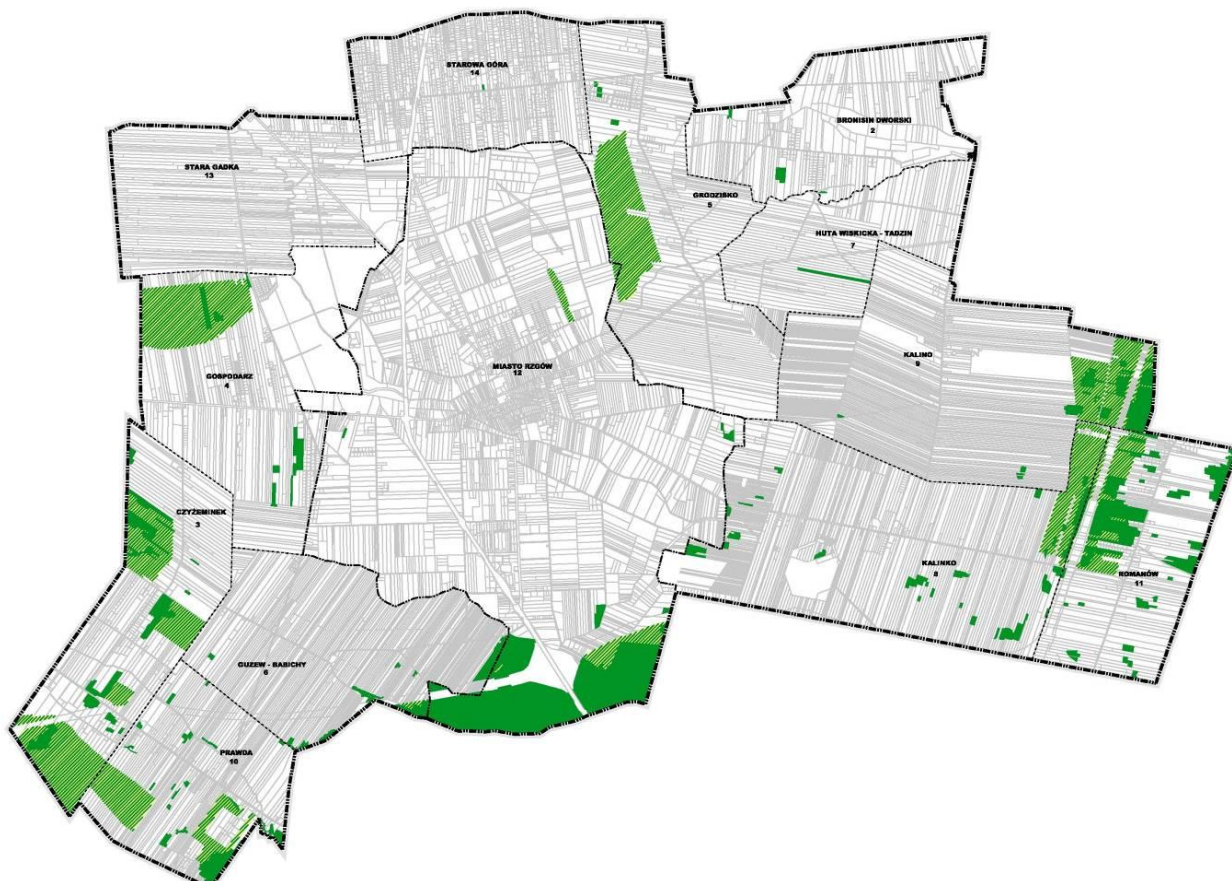 STAROWA GÓRA
14
BRONISIN DWORSKI
2
STARA GADKA
13
GRODZISKO
5
HUTA WISKICKA - TADZIN
7
KALINO
9
MIASTO RZGÓW
12
GOSPODARZ
4
CZYŻEMINEK
3
KALINKO
8
ROMANÓW
11
GUZEW - BABICHY
6
PRAWDA
10